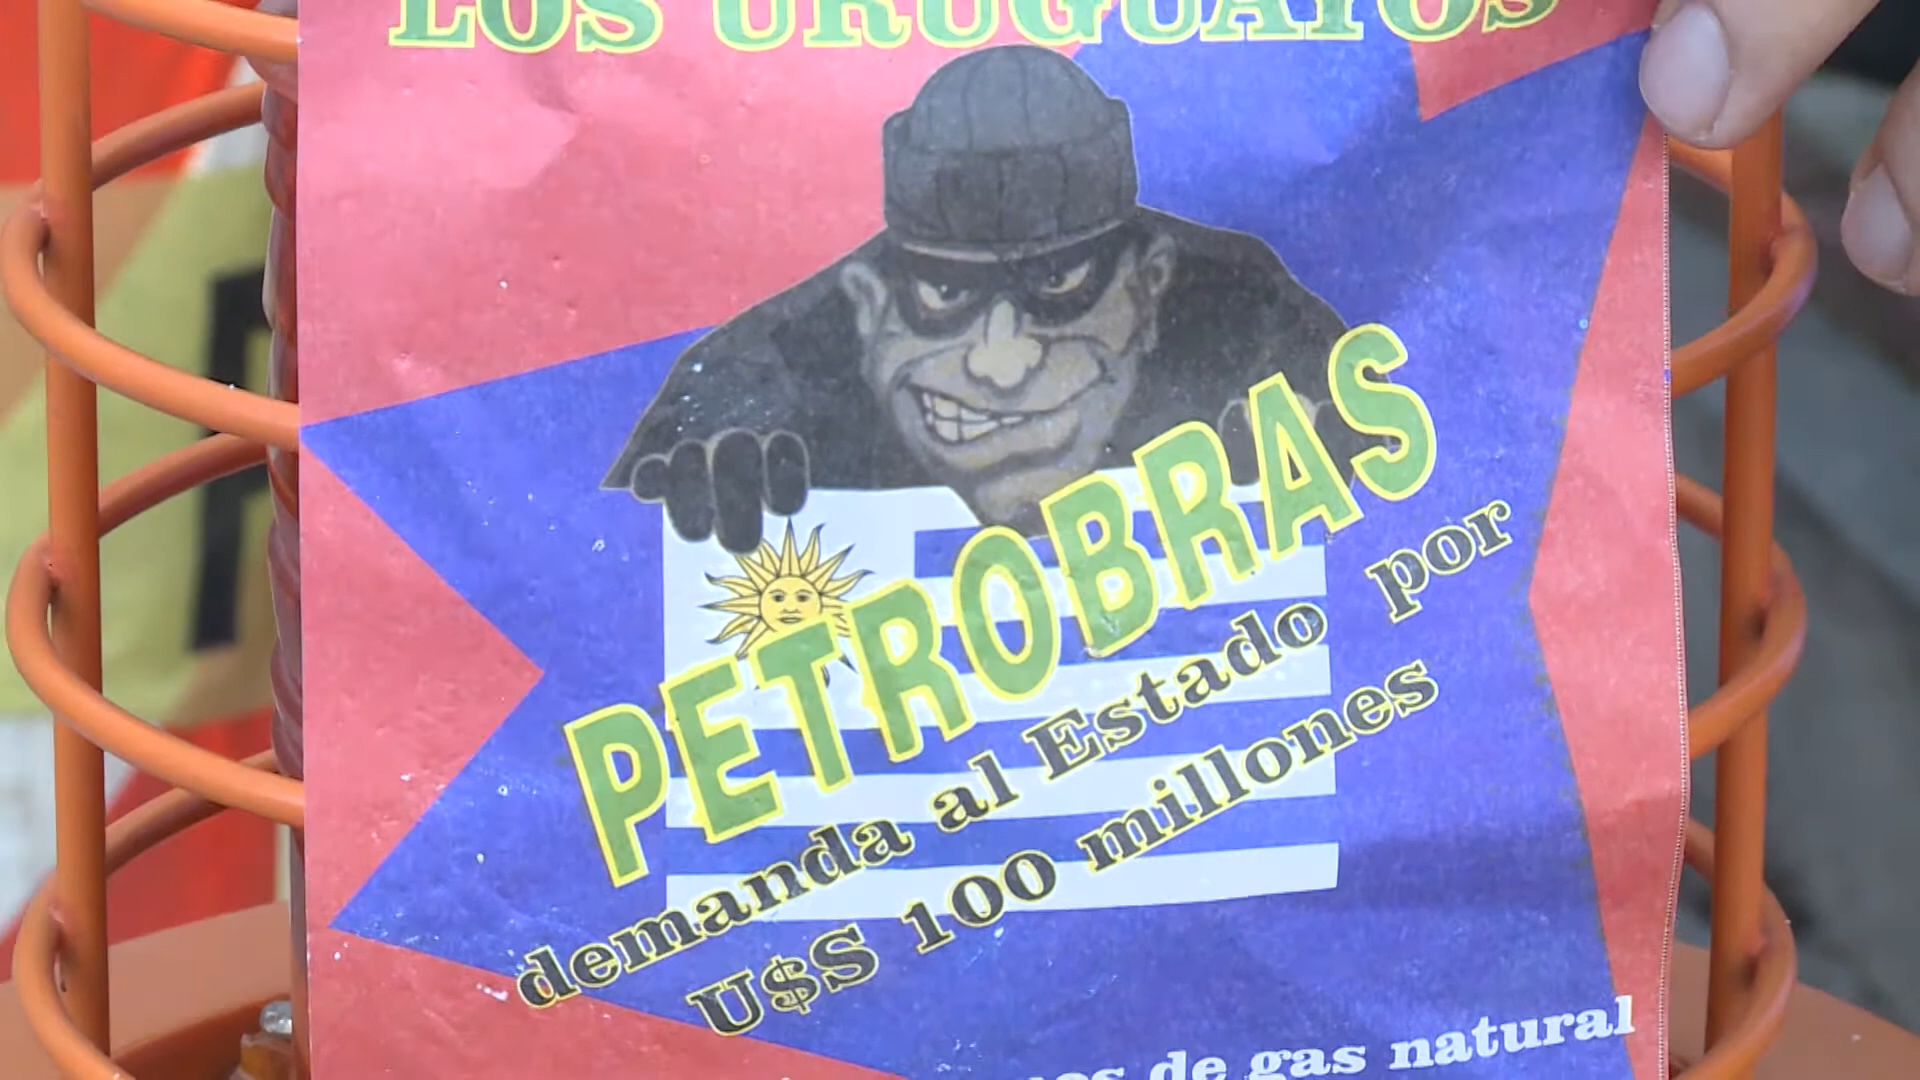 LOS URUGUAYOS
PETROBRAS
demanda al Estado por
U$S 100 millones
de gas natural